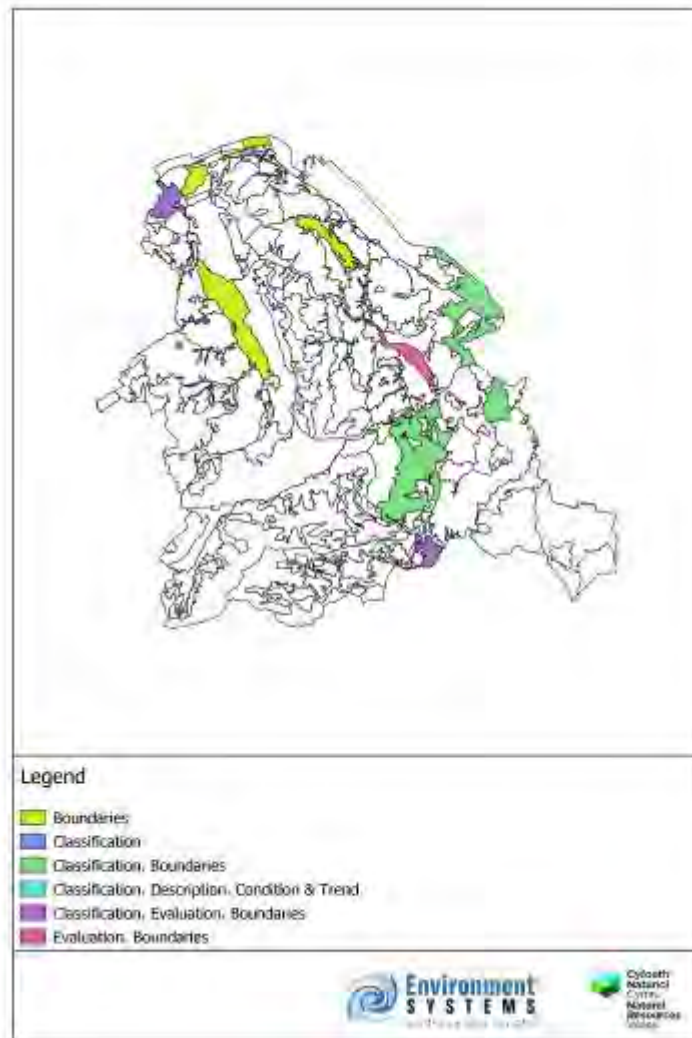 Legend
Boundaries
Classification
Classification, Boundaries
Classification, Description, Condition & Trend
Classification, Evaluation, Boundaries
Evaluation, Boundaries
Environment
SYSTEMS
Cyfoeth
Naturiol
Cymru
Natural
Resources
Wales